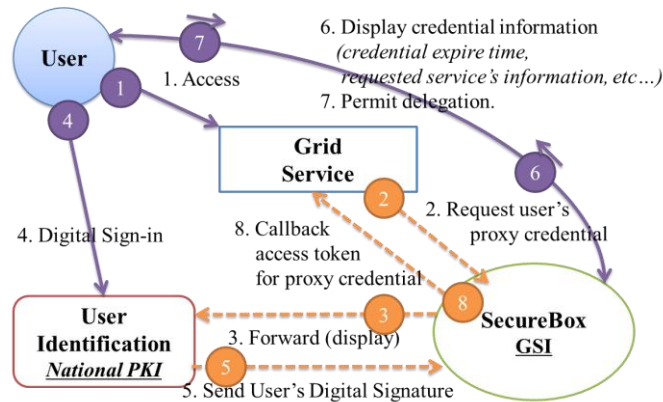 6. Display credential information
(credential expire time,
requested service's information, etc…)
7. Permit delegation.
7
User
1. Access
1
4
Grid
Service
6
2
2. Request user's
proxy credential
4. Digital Sign-in
8. Callback
access token
for proxy credential
8
3
User
Identification
National PKI
3. Forward (display)
SecureBox
GSI
5
5. Send User's Digital Signature